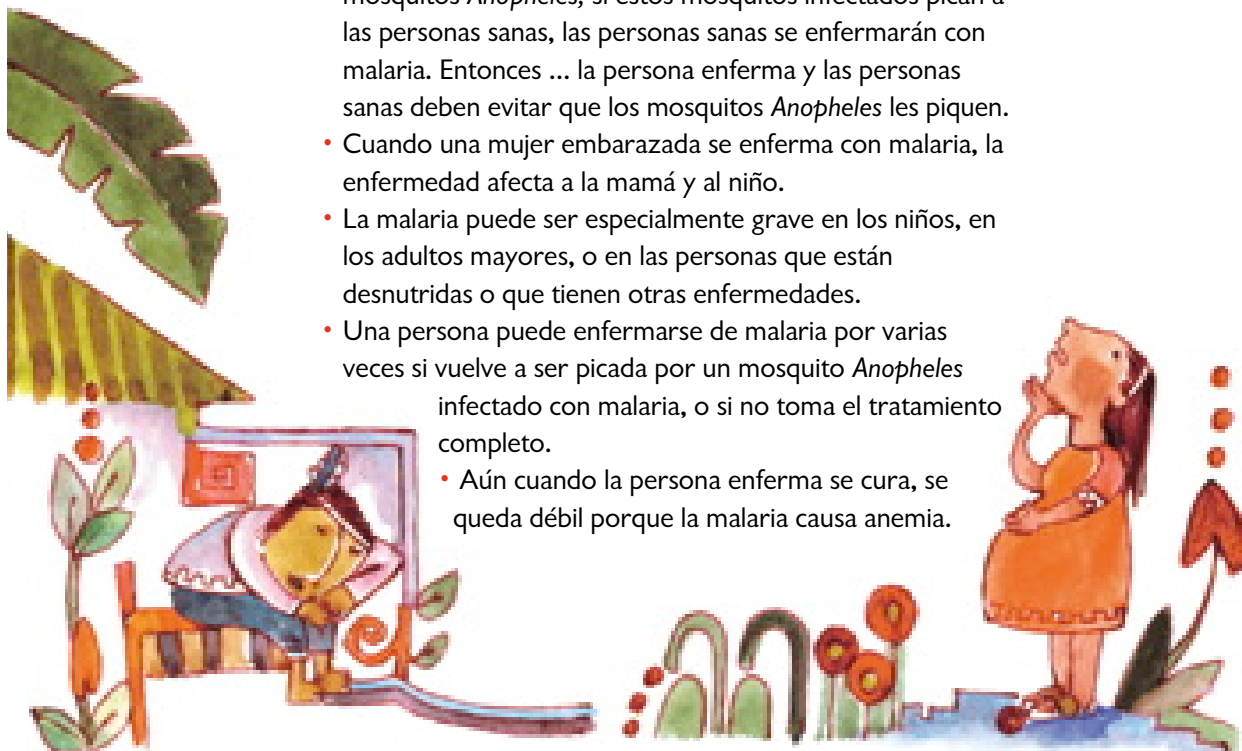 mosquitos Anopheles, si estos mosquitos infectados pican a
las personas sanas, las personas sanas se enfermarán con
malaria. Entonces ... la persona enferma y las personas
sanas deben evitar que los mosquitos Anopheles les piquen.
• Cuando una mujer embarazada se enferma con malaria, la
enfermedad afecta a la mamá y al niño.
• La malaria puede ser especialmente grave en los niños, en
los adultos mayores, o en las personas que están
desnutridas o que tienen otras enfermedades.
• Una persona puede enfermarse de malaria por varias
veces si vuelve a ser picada por un mosquito Anopheles
infectado con malaria, o si no toma el tratamiento
completo.
• Aún cuando la persona enferma se cura, se
queda débil porque la malaria causa anemia.